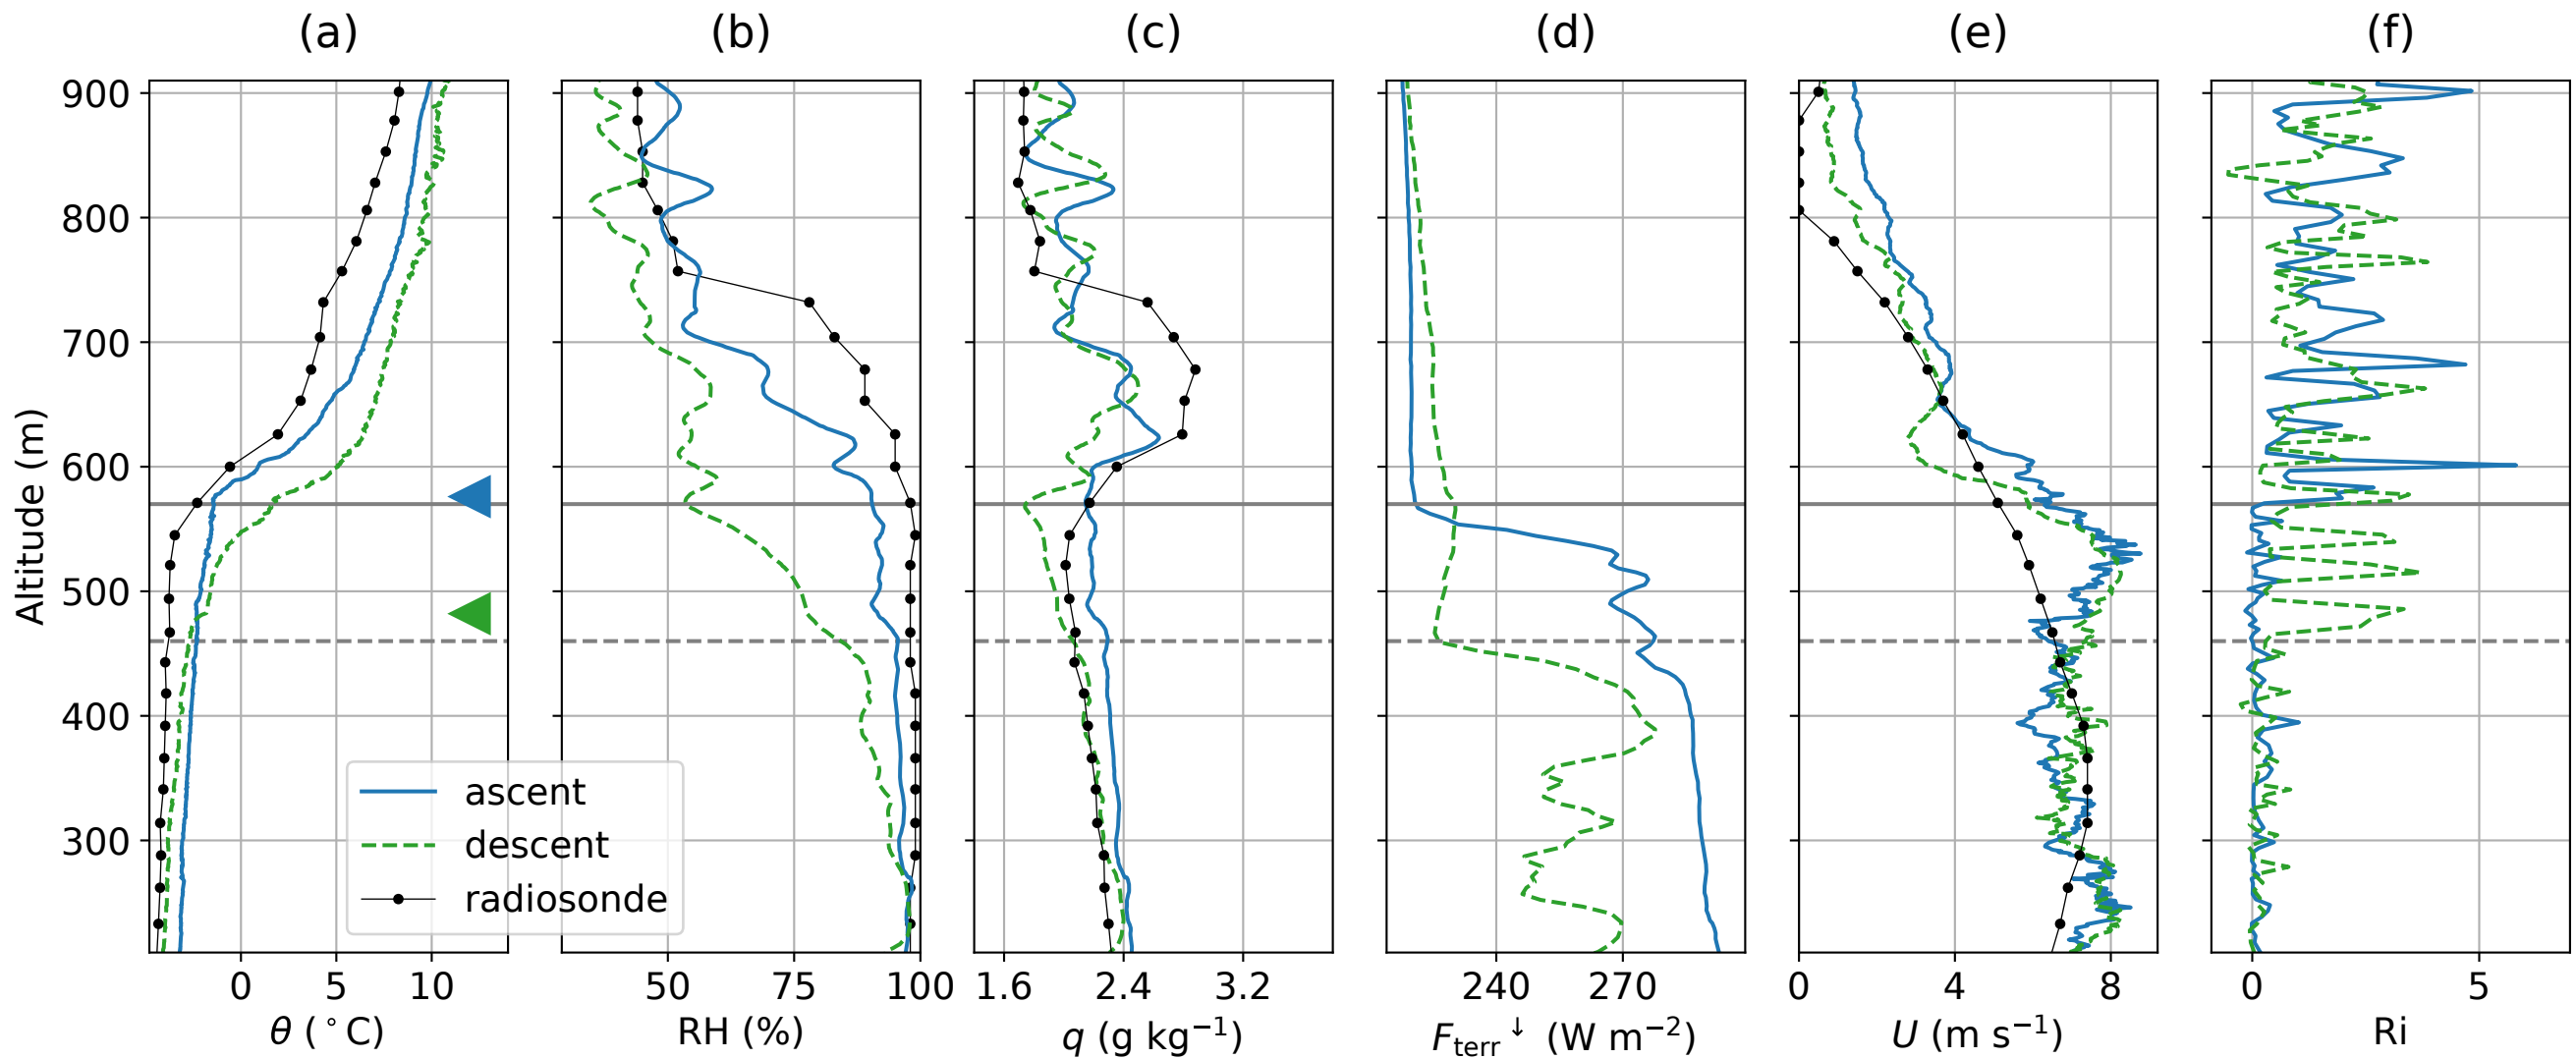 (a) (b) (c) (d) (e) (f)
Altitude (m)
900
800
700
600
500
400
300
ascent
descent
radiosonde
0 5 10
θ (°C)
50 75 100
RH (%)
1.6 2.4 3.2
q (g kg⁻¹)
240 270
F_terr↓ (W m⁻²)
0 4 8
U (m s⁻¹)
0 5
Ri